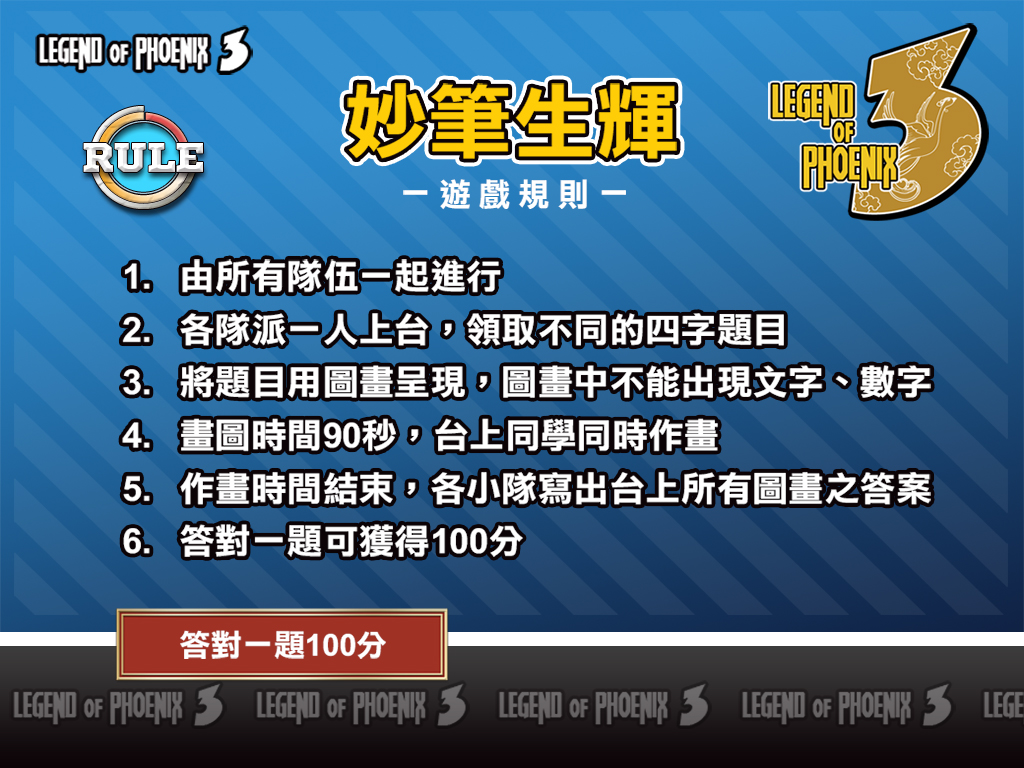 LEGEND OF PHOENIX 3
妙筆生輝
LEGEND
OF
PHOENIX
3
RULE
一遊戲規則一
1. 由所有隊伍一起進行
2. 各隊派一人上台，領取不同的四字題目
3. 將題目用圖畫呈現，圖畫中不能出現文字、數字
4. 畫圖時間90秒，台上同學同時作畫
5. 作畫時間結束，各小隊寫出台上所有圖畫之答案
6. 答對一題可獲得100分
答對一題100分
LEGEND OF PHOENIX 3 LEGEND OF PHOENIX 3 LEGEND OF PHOENIX 3 LEGEND OF PHOENIX 3 LEGE